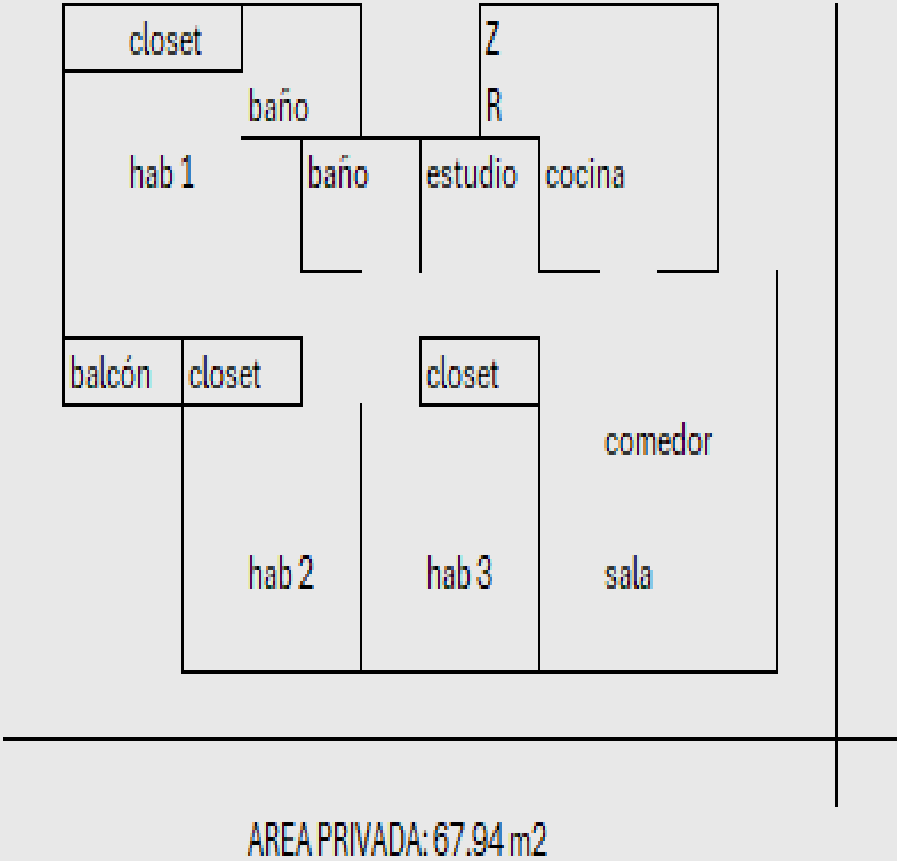 closet
Z
baño
R
hab 1
baño
estudio
cocina
balcón
closet
closet
comedor
hab 2
hab 3
sala
AREA PRIVADA: 67.94 m2